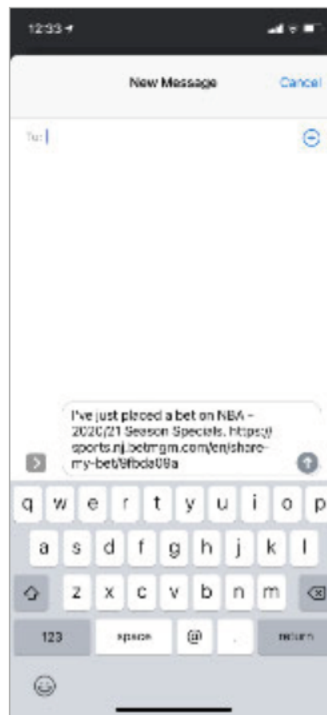 12:33
New Message
Cancel
To:
I've just placed a bet on NBA –
2020/21 Season Specials. https://
sports.nj.betmgm.com/en/share-
my-bet/9fbda09a
q w e r t y u i o p
a s d f g h j k l
z x c v b n m
123 space @ . return